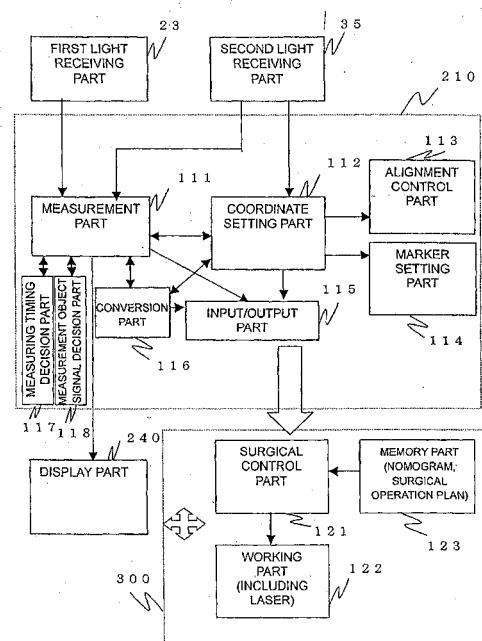 FIRST LIGHT
RECEIVING
PART
23
SECOND LIGHT
RECEIVING
PART
35
210
113
ALIGNMENT
CONTROL
PART
111
MEASUREMENT
PART
112
COORDINATE
SETTING PART
MARKER
SETTING
PART
114
CONVERSION
PART
116
INPUT/OUTPUT
PART
115
MEASURING TIMING
DECISION PART
117
MEASUREMENT OBJECT
SIGNAL DECISION PART
118
240
DISPLAY PART
SURGICAL
CONTROL
PART
121
MEMORY PART
(NOMOGRAM,
SURGICAL
OPERATION PLAN)
123
WORKING
PART
(INCLUDING
LASER)
122
300